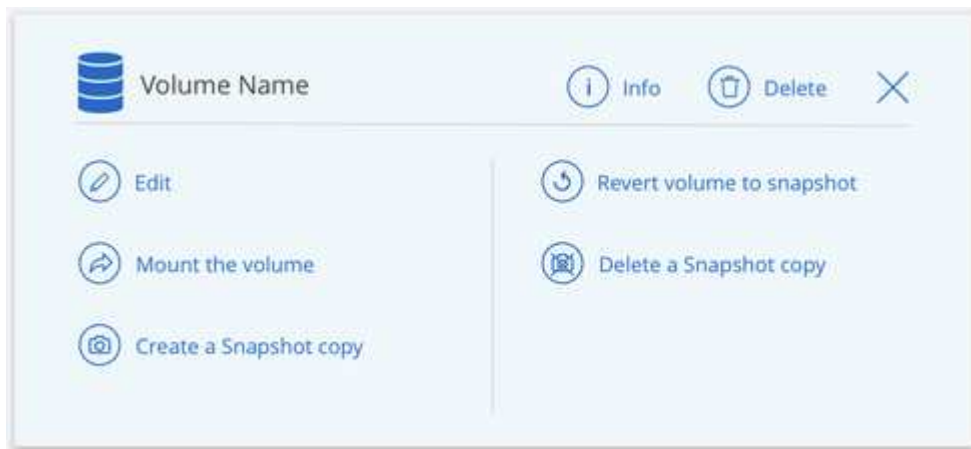 Volume Name
Info
Delete
Edit
Revert volume to snapshot
Mount the volume
Delete a Snapshot copy
Create a Snapshot copy